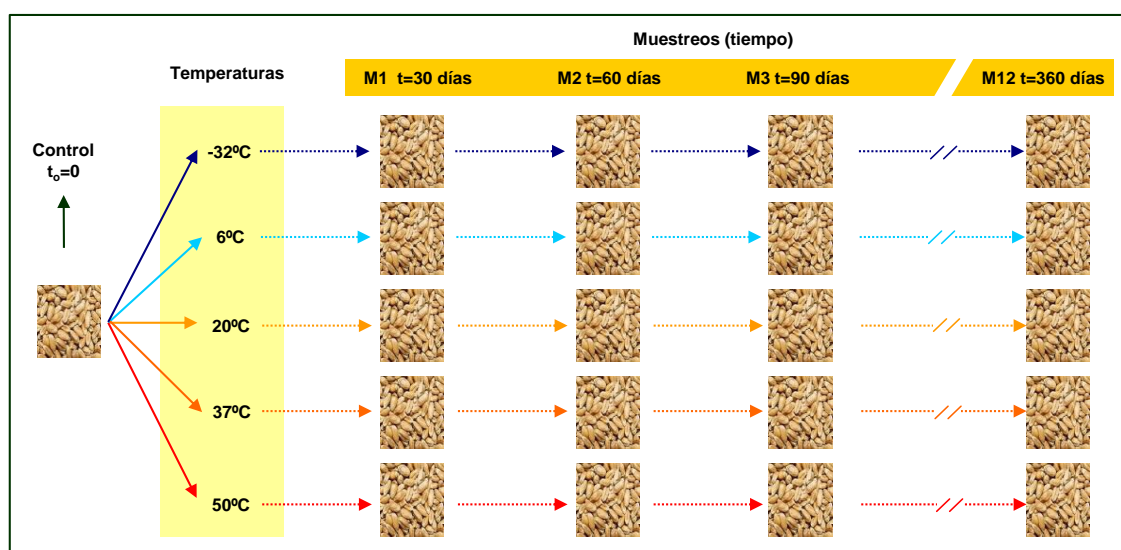 Muestreos (tiempo)
Temperaturas
M1 t=30 días
M2 t=60 días
M3 t=90 días
M12 t=360 días
Control
to=0
-32ºC
6ºC
20ºC
37ºC
50ºC